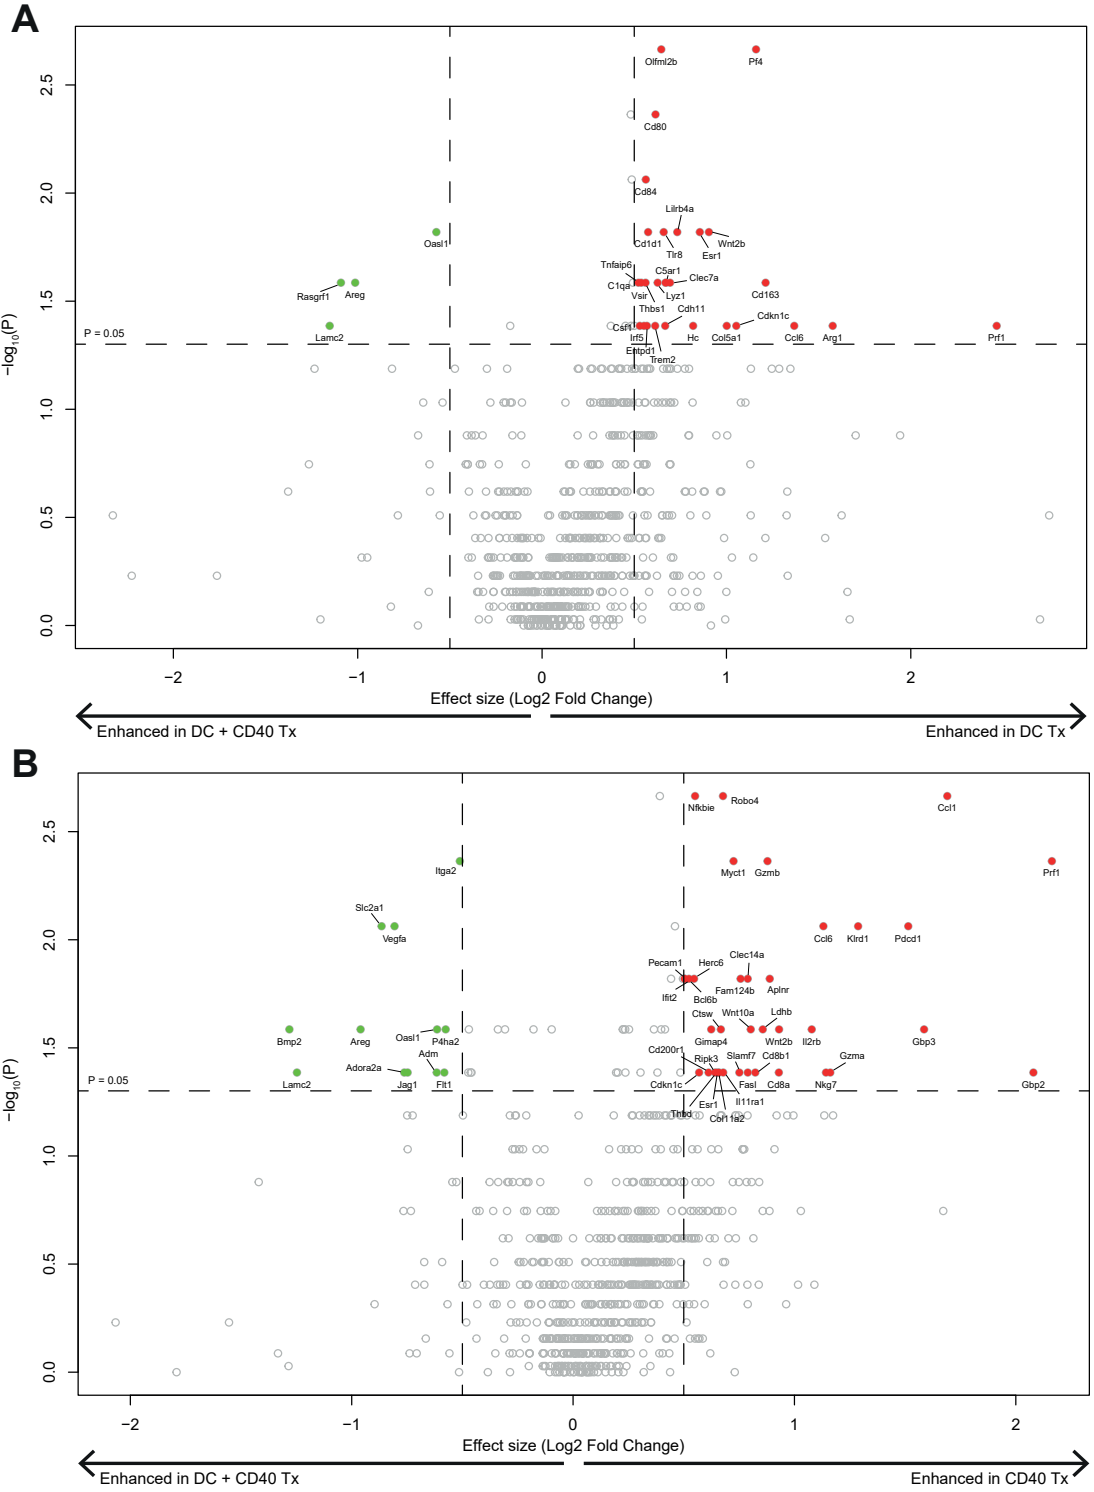 A
Olfml2b
Pf4
Cd80
Cd84
Lilrb4a
Oasl1
Cd1d1
Tlr8
Esr1
Wnt2b
Tnfaip6
C5ar1
Clec7a
C1qa
Vsir
Lyz1
Thbs1
Cd163
Rasgrf1
Areg
Cdh11
Cdkn1c
Csf1
Lamc2
Irf5
Hc
Col5a1
Ccl6
Arg1
Prf1
Entpd1
Trem2
P = 0.05
−log10(P)
0.0
0.5
1.0
1.5
2.0
2.5
−2
−1
0
1
2
Effect size (Log2 Fold Change)
Enhanced in DC + CD40 Tx
Enhanced in DC Tx
B
Nfkbie
Robo4
Ccl1
Itga2
Myct1
Gzmb
Prf1
Slc2a1
Vegfa
Ccl6
Klrd1
Pdcd1
Pecam1
Herc6
Clec14a
Ifit2
Bcl6b
Fam124b
Aplnr
Ctsw
Wnt10a
Ldhb
Bmp2
Areg
Oasl1
P4ha2
Gimap4
Wnt2b
Il2rb
Gbp3
Adm
Cd200r1
Ripk3
Slamf7
Cd8b1
Gzma
Adora2a
Lamc2
Jag1
Flt1
Cdkn1c
Fasl
Cd8a
Nkg7
Gbp2
Thbd
Esr1
Il11ra1
Col11a2
P = 0.05
−log10(P)
0.0
0.5
1.0
1.5
2.0
2.5
−2
−1
0
1
2
Effect size (Log2 Fold Change)
Enhanced in DC + CD40 Tx
Enhanced in CD40 Tx